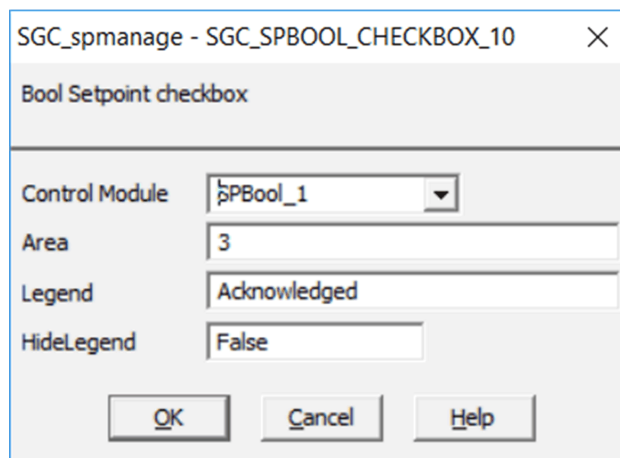 SGC_spmanage - SGC_SPBOOL_CHECKBOX_10
Bool Setpoint checkbox
Control Module SPBool_1
Area 3
Legend Acknowledged
HideLegend False
OK Cancel Help